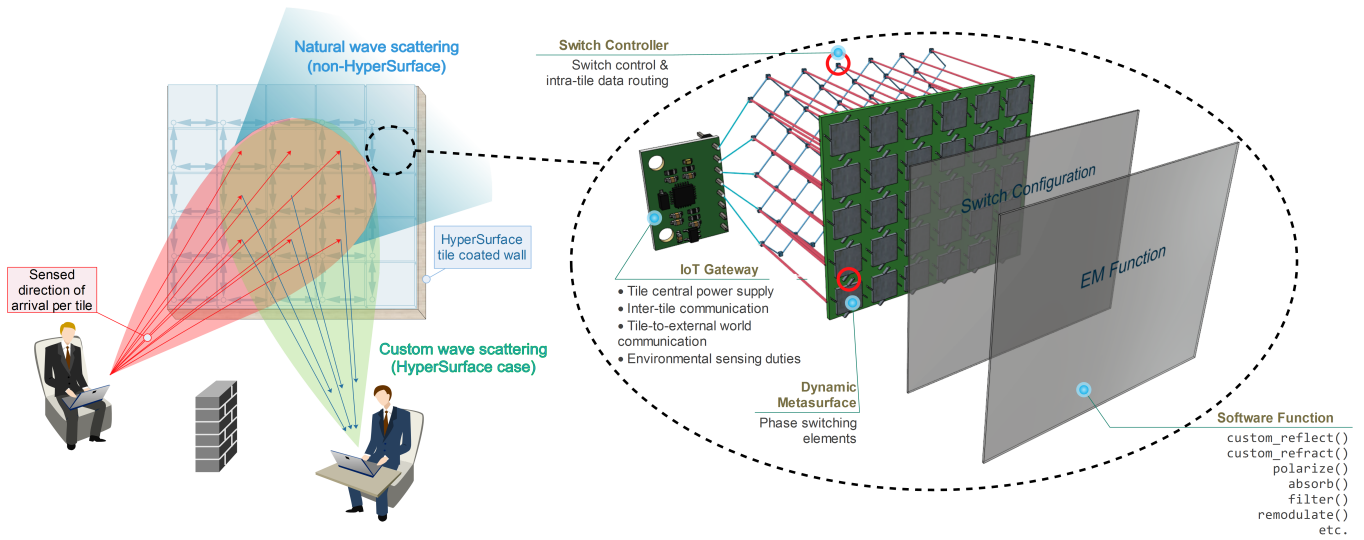 Natural wave scattering
(non-HyperSurface)
HyperSurface
tile coated wall
Sensed
direction of
arrival per tile
Custom wave scattering
(HyperSurface case)
Switch Controller
Switch control &
intra-tile data routing
IoT Gateway
• Tile central power supply
• Inter-tile communication
• Tile-to-external world
communication
• Environmental sensing duties
Dynamic
Metasurface
Phase switching
elements
Switch Configuration
EM Function
Software Function
custom_reflect()
custom_refract()
polarize()
absorb()
filter()
remodulate()
etc.